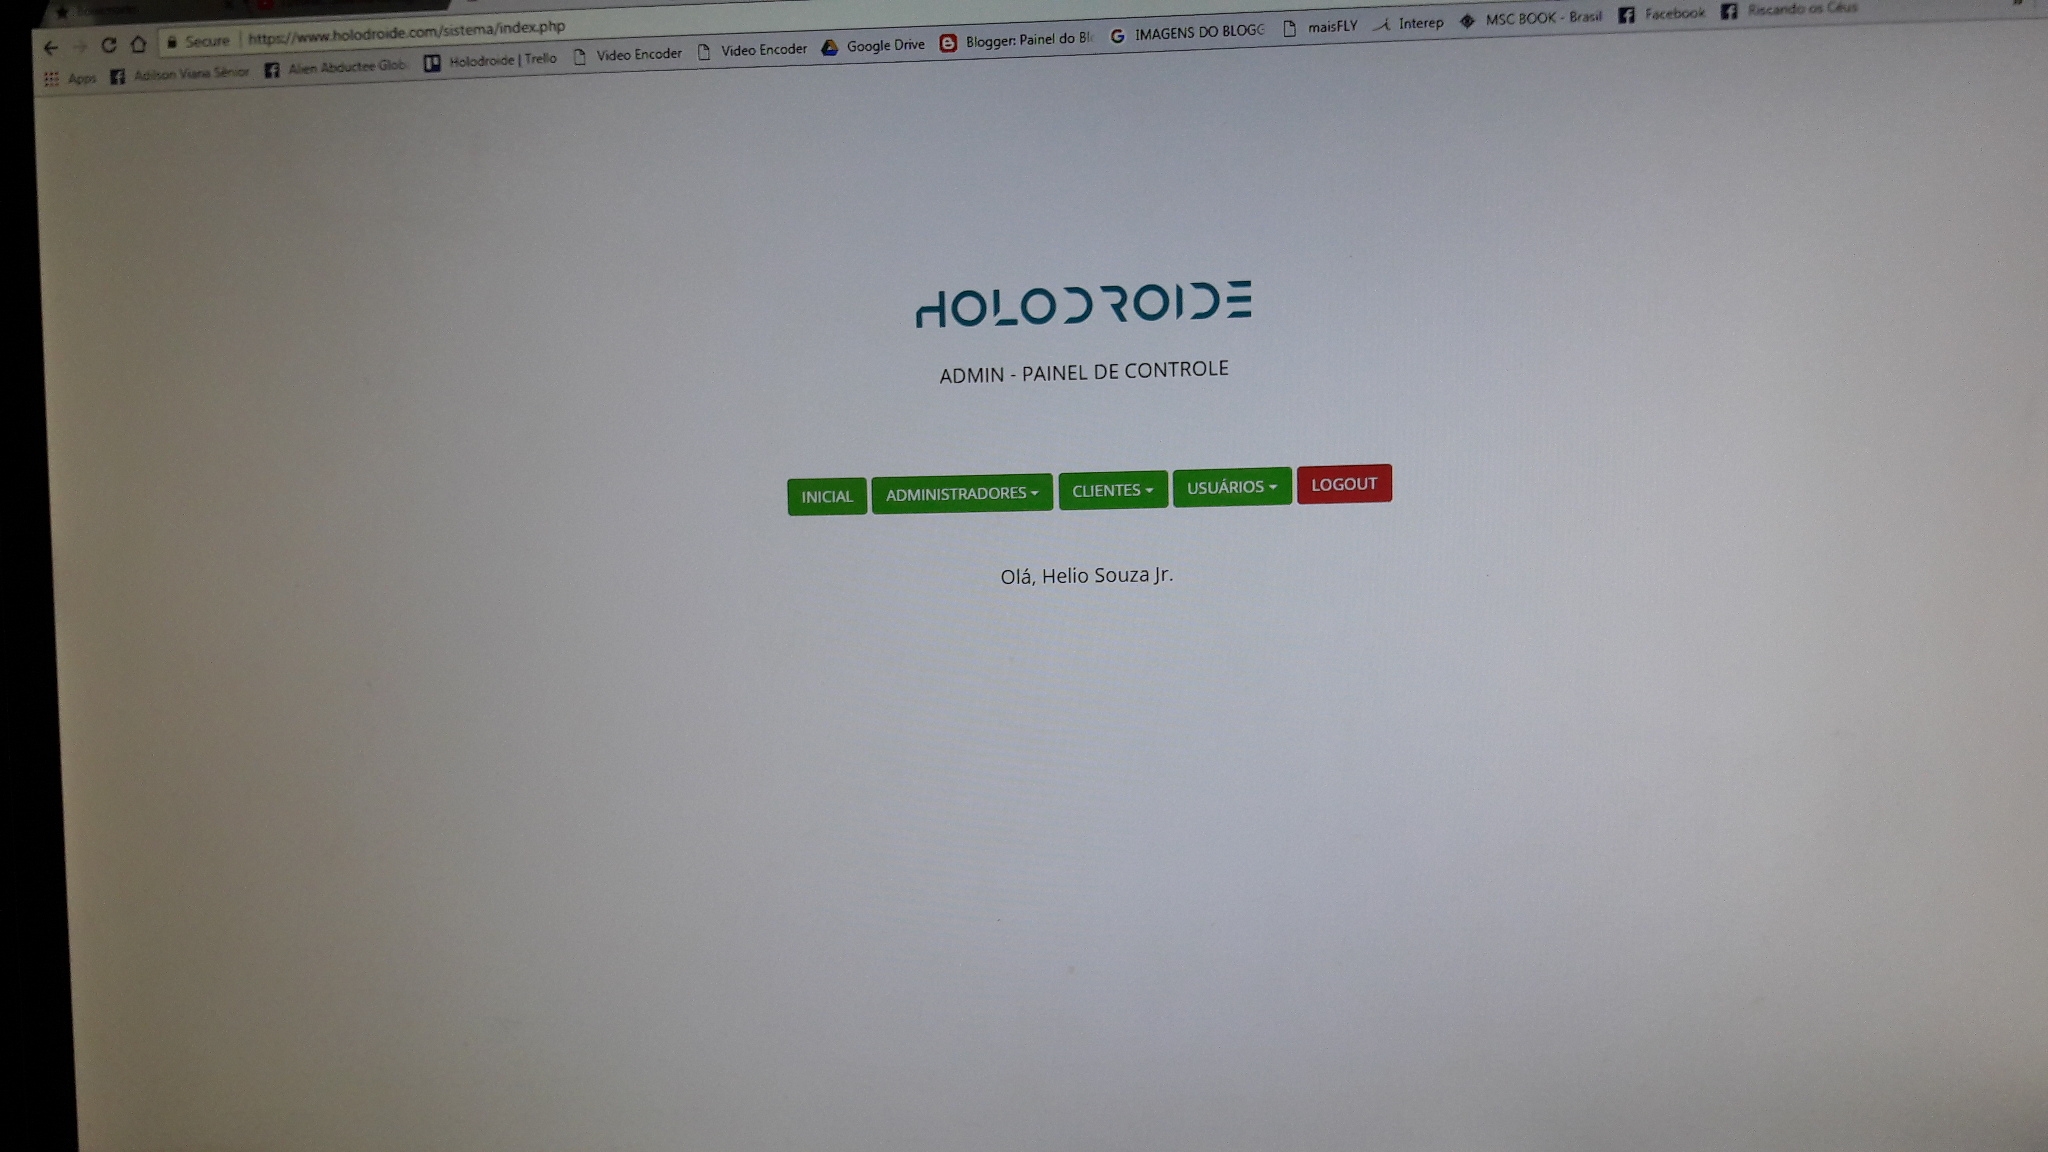 Bookmarks
Secure | https://www.holodroide.com/sistema/index.php
Apps Adilson Viana Sênior Alien Abductee Glob Holodroide | Trello Video Encoder Video Encoder Google Drive Blogger: Painel do Bl IMAGENS DO BLOGG maisFLY Interep MSC BOOK - Brasil Facebook Riscando os Céus
HOLODROIDE
ADMIN - PAINEL DE CONTROLE
INICIAL ADMINISTRADORES CLIENTES USUÁRIOS LOGOUT
Olá, Helio Souza Jr.